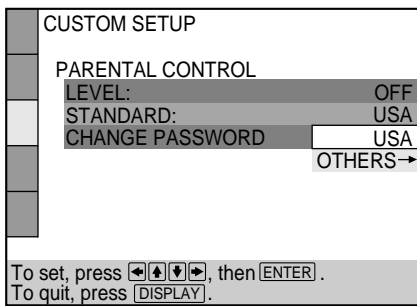 CUSTOM SETUP
PARENTAL CONTROL
LEVEL: OFF
STANDARD: USA
CHANGE PASSWORD USA
OTHERS→
To set, press ←↑↓→, then ENTER.
To quit, press DISPLAY.